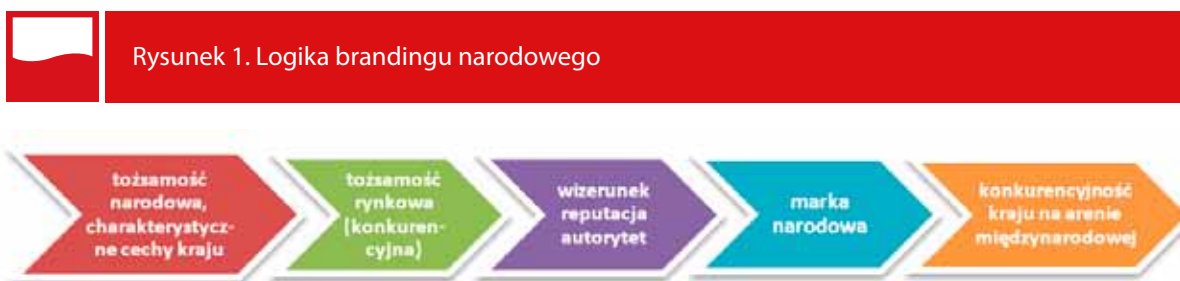 Rysunek 1. Logika brandingu narodowego
tożsamość
narodowa,
charakterystycz-
ne cechy kraju
tożsamość
rynkowa
(konkuren-
cyjna)
wizerunek
reputacja
autorytet
marka
narodowa
konkurencyjność
kraju na arenie
międzynarodowej